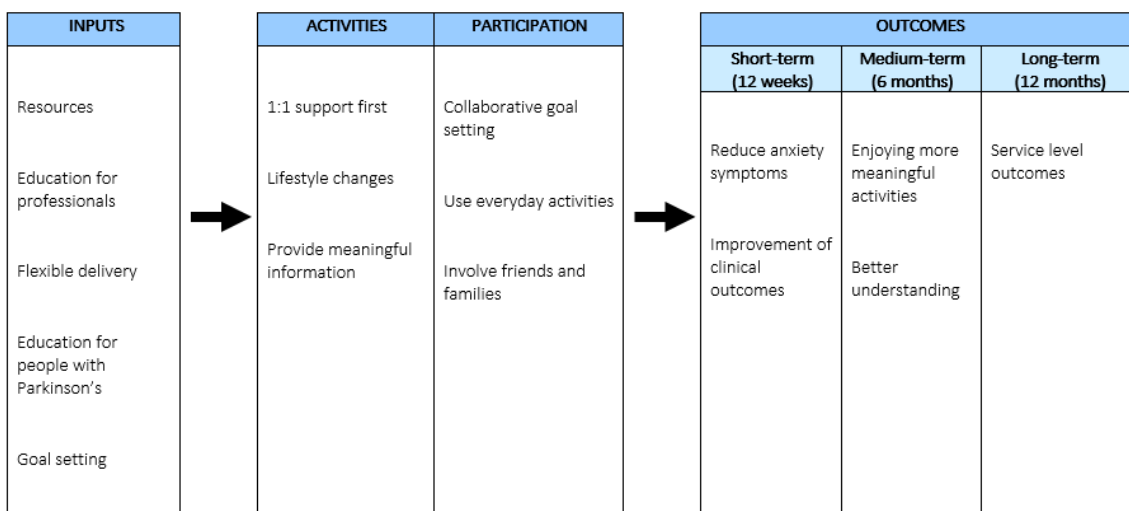 INPUTS
Resources
Education for
professionals
Flexible delivery
Education for
people with
Parkinson’s
Goal setting
ACTIVITIES
1:1 support first
Lifestyle changes
Provide meaningful
information
PARTICIPATION
Collaborative goal
setting
Use everyday activities
Involve friends and
families
OUTCOMES
Short-term
(12 weeks)
Reduce anxiety
symptoms
Improvement of
clinical
outcomes
Medium-term
(6 months)
Enjoying more
meaningful
activities
Better
understanding
Long-term
(12 months)
Service level
outcomes